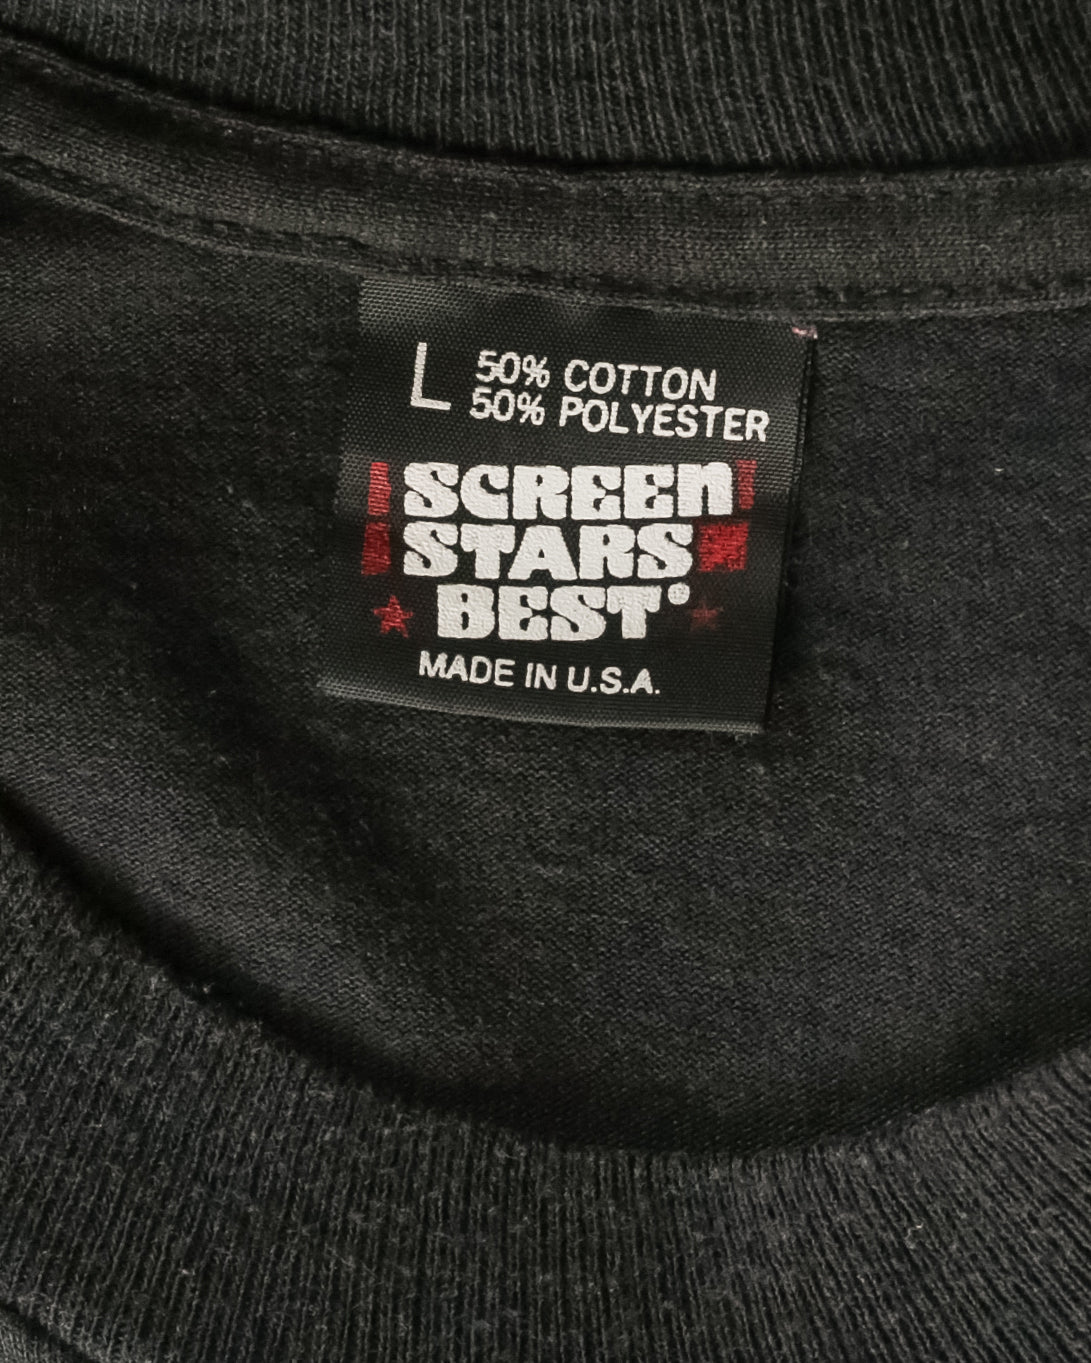 L 50% COTTON
50% POLYESTER
SCREEN
STARS
BEST®
MADE IN U.S.A.